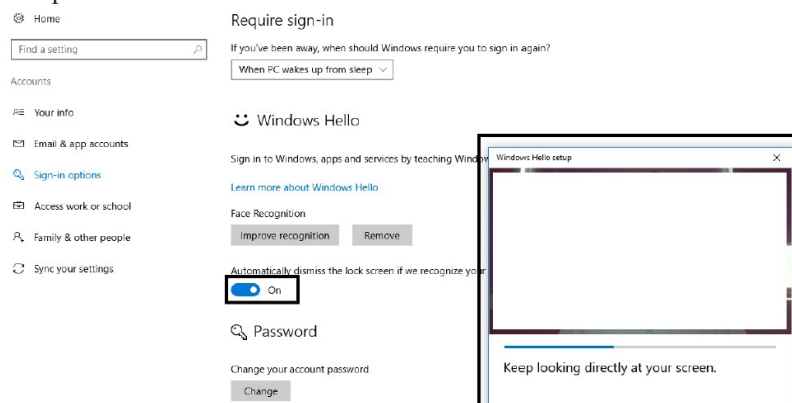 Home
Find a setting
Accounts
Your info
Email & app accounts
Sign-in options
Access work or school
Family & other people
Sync your settings
Require sign-in
If you've been away, when should Windows require you to sign in again?
When PC wakes up from sleep
Windows Hello
Sign in to Windows, apps and services by teaching
Learn more about Windows Hello
Face Recognition
Improve recognition Remove
Automatically dismiss the lock screen if we recognize
On
Password
Change your account password
Change
Windows Hello setup
Keep looking directly at your screen.